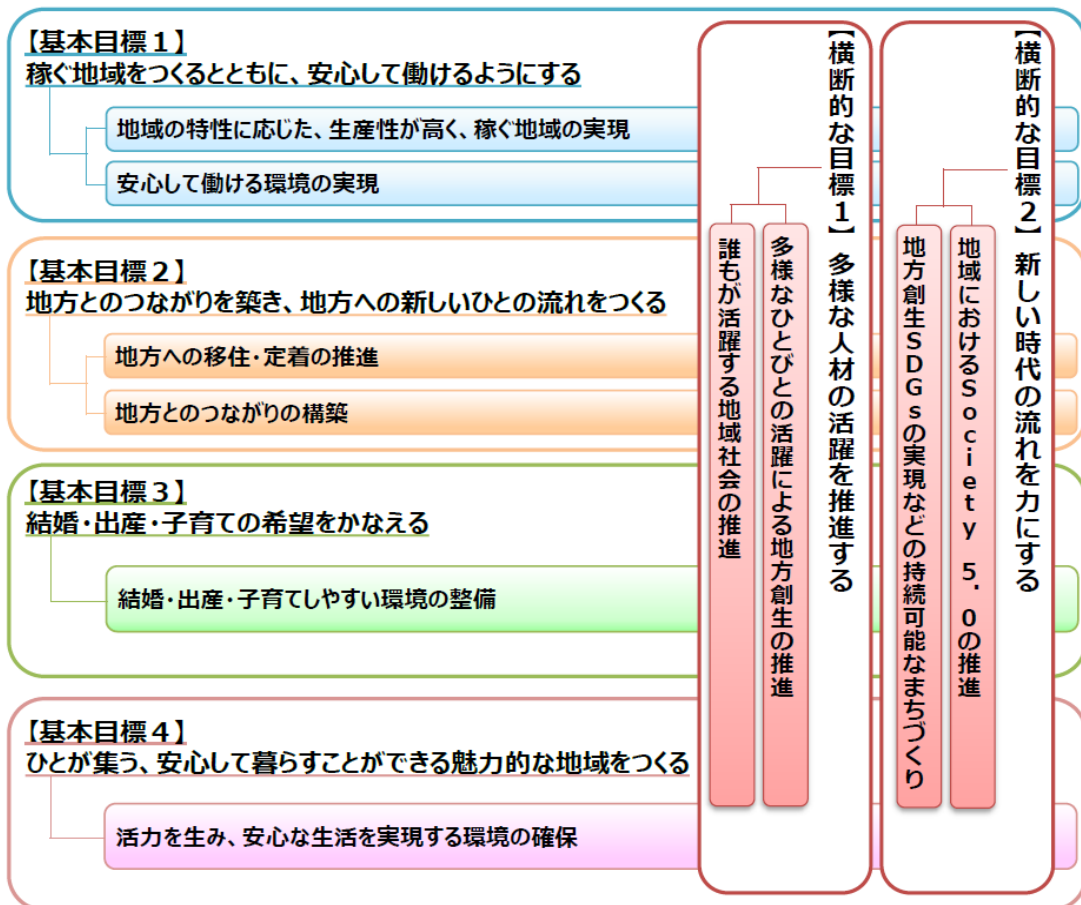 【基本目標１】
稼ぐ地域をつくるとともに、安心して働けるようにする
地域の特性に応じた、生産性が高く、稼ぐ地域の実現
安心して働ける環境の実現
【基本目標２】
地方とのつながりを築き、地方への新しいひとの流れをつくる
地方への移住・定着の推進
地方とのつながりの構築
【基本目標３】
結婚・出産・子育ての希望をかなえる
結婚・出産・子育てしやすい環境の整備
【基本目標４】
ひとが集う、安心して暮らすことができる魅力的な地域をつくる
活力を生み、安心な生活を実現する環境の確保
【横断的な目標１】多様な人材の活躍を推進する
多様なひとびとの活躍による地方創生の推進
誰もが活躍する地域社会の推進
【横断的な目標２】新しい時代の流れを力にする
地域におけるSociety 5.0の推進
地方創生SDGsの実現などの持続可能なまちづくり